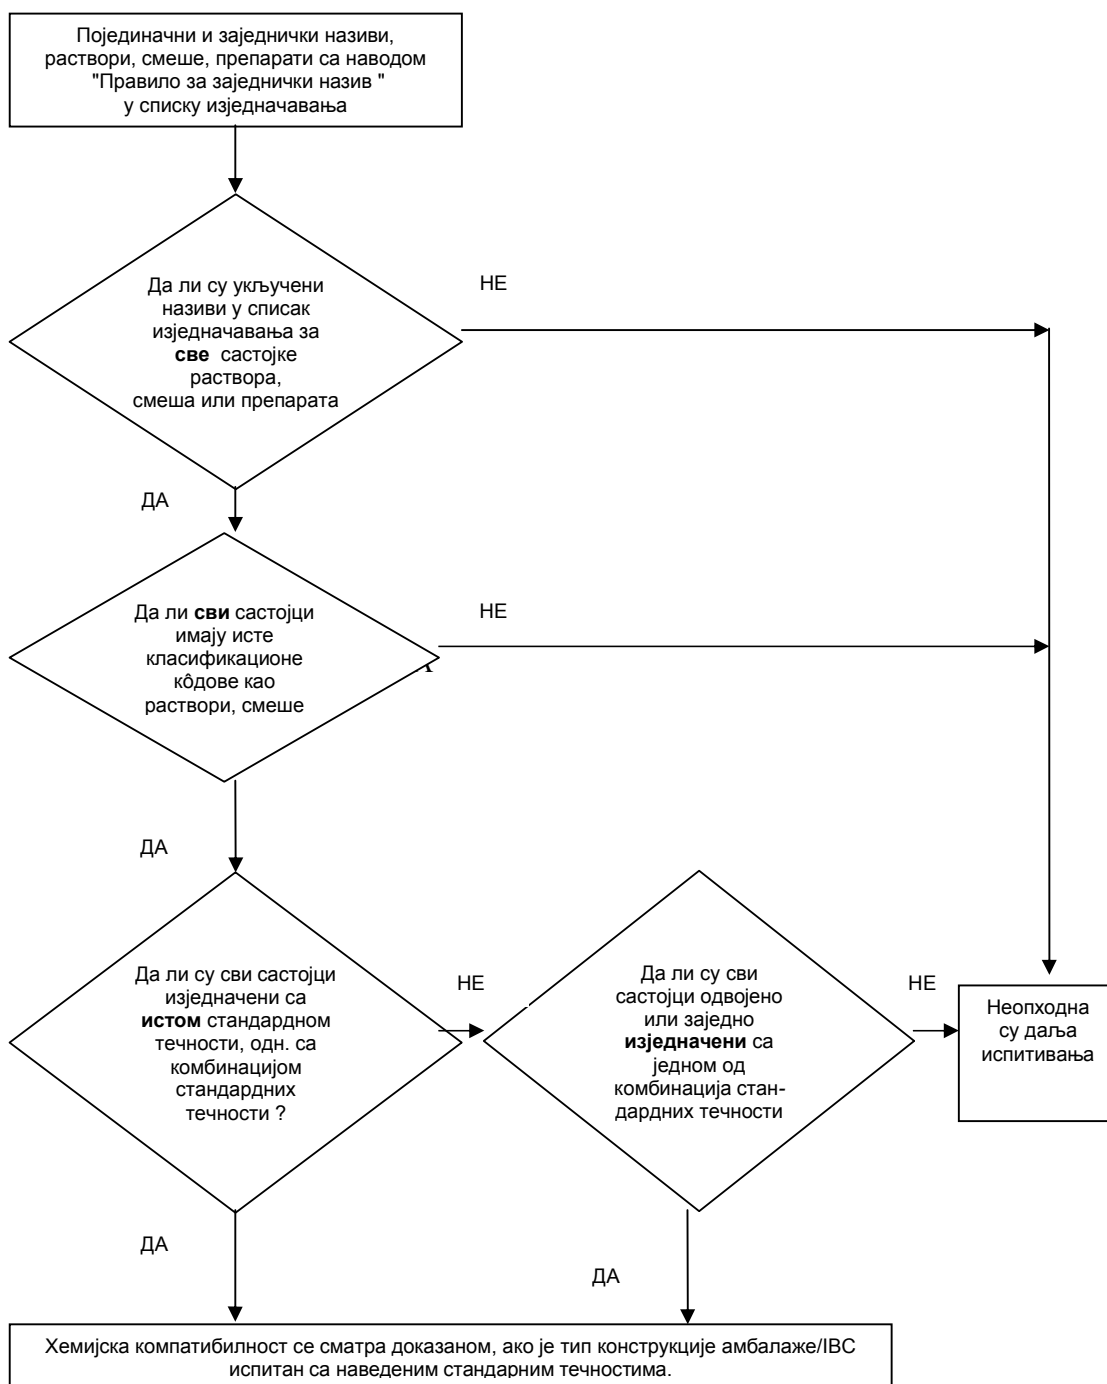 Појединачни и заједнички називи,
раствори, смеше, препарати са наводом
"Правило за заједнички назив "
у списку изједначавања
Да ли су укључени
називи у списак
изједначавања за
све састојке
раствора,
смеша или препарата
НЕ
ДА
Да ли сви састојци
имају исте
класификационе
кôдове као
раствори, смеше
НЕ
ДА
Да ли су сви састојци
изједначени са
истом стандардном
течности, одн. са
комбинацијом
стандардних
течности ?
НЕ
Да ли су сви
састојци одвојено
или заједно
изједначени са
једном од
комбинација стан-
дардних течности
НЕ
Неопходна
су даља
испитивања
ДА
ДА
Хемијска компатибилност се сматра доказаном, ако је тип конструкције амбалаже/IBC
испитан са наведеним стандарним течностима.